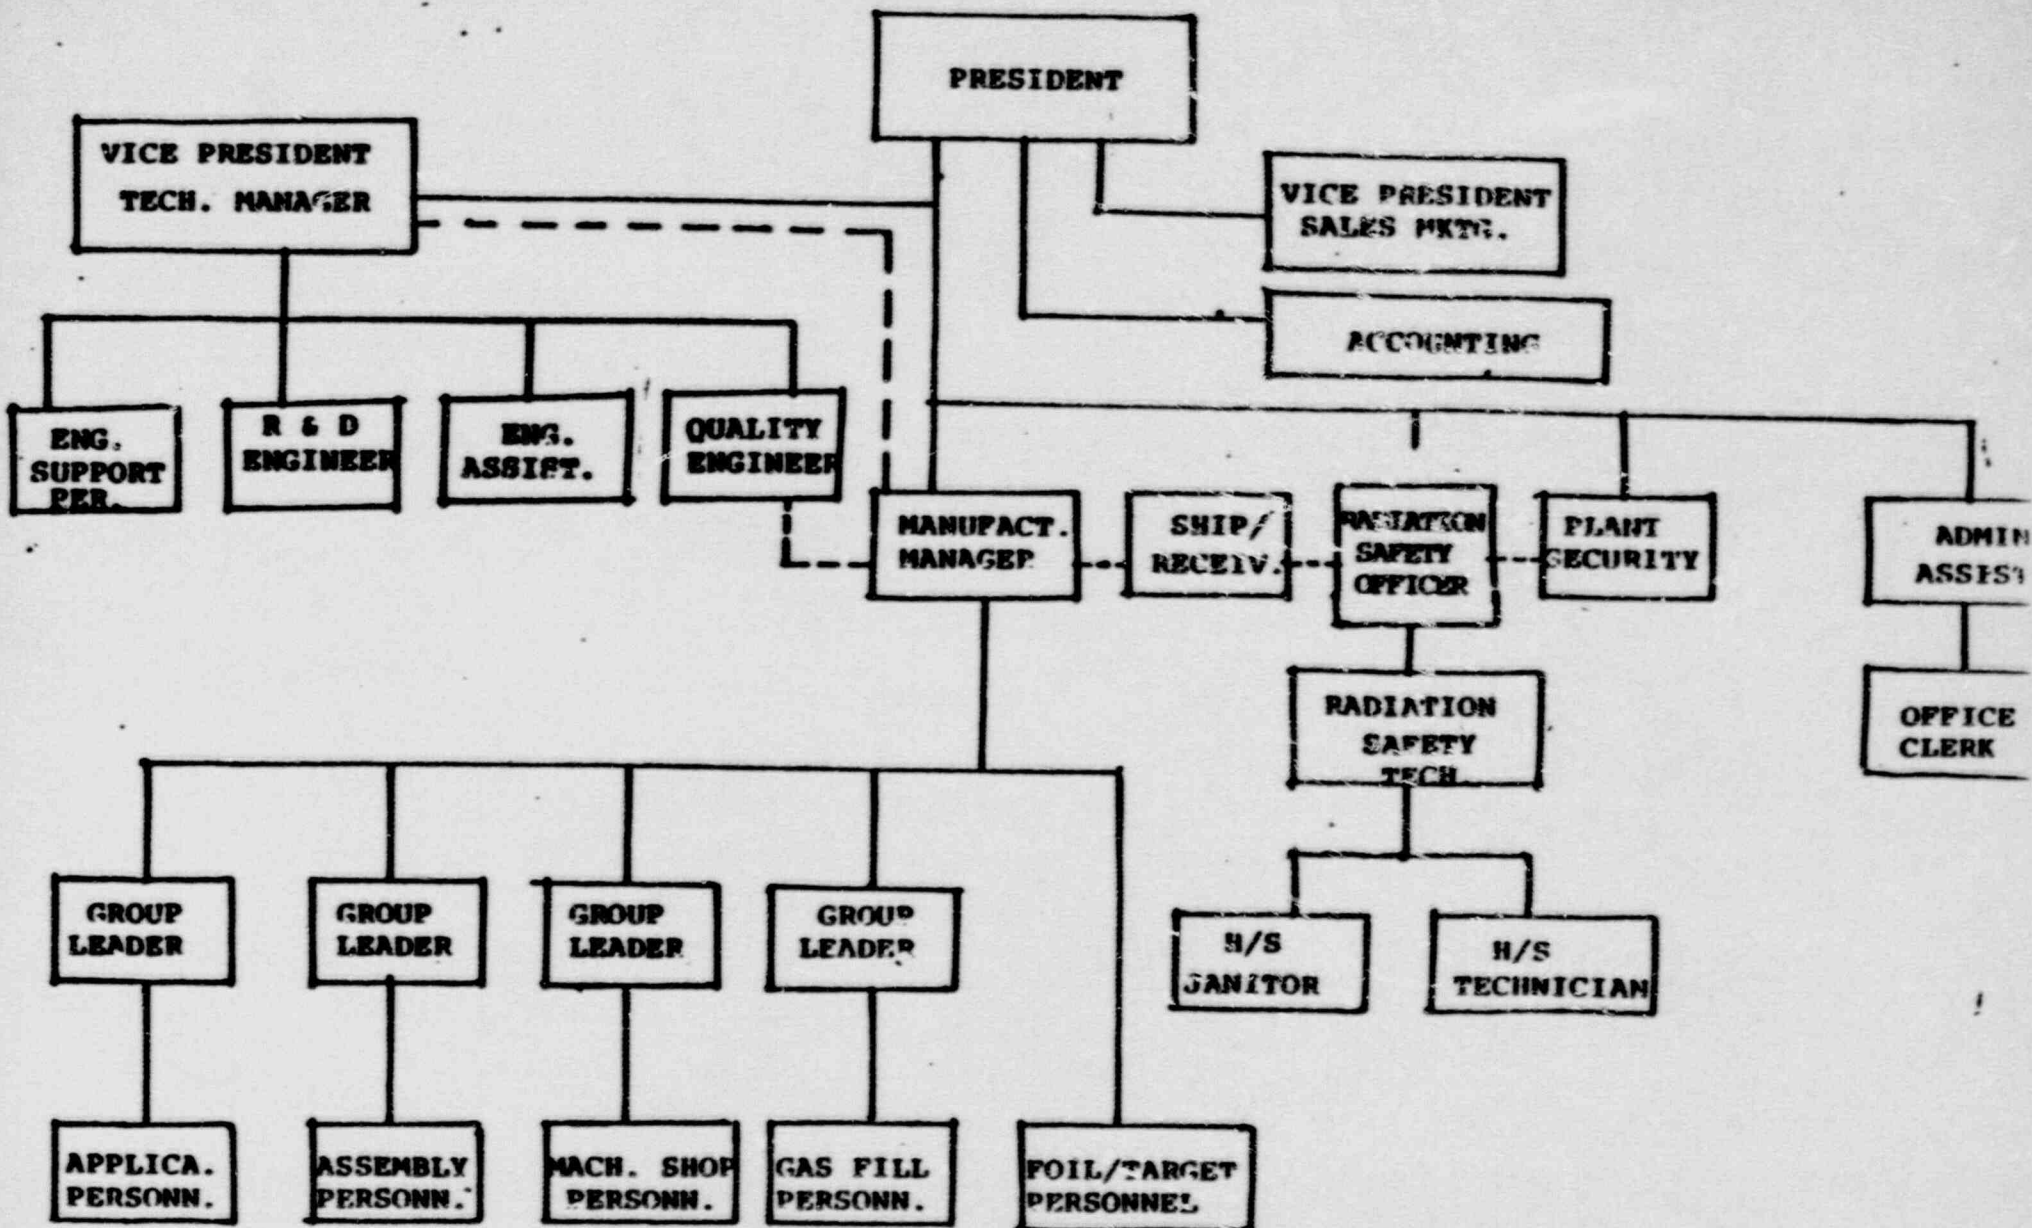 PRESIDENT
VICE PRESIDENT
TECH. MANAGER
VICE PRESIDENT
SALES MKTG.
ACCOUNTING
ENG.
SUPPORT
PER.
R & D
ENGINEER
ENG.
ASSIST.
QUALITY
ENGINEER
MANUFACT.
MANAGER
SHIP/
RECEIV.
RADIATION
SAFETY
OFFICER
PLANT
SECURITY
ADMIN
ASSIST
RADIATION
SAFETY
TECH
OFFICE
CLERK
GROUP
LEADER
GROUP
LEADER
GROUP
LEADER
GROUP
LEADER
H/S
JANITOR
H/S
TECHNICIAN
APPLICA.
PERSONN.
ASSEMBLY
PERSONN.
MACH. SHOP
PERSONN.
GAS FILL
PERSONN.
FOIL/TARGET
PERSONNEL